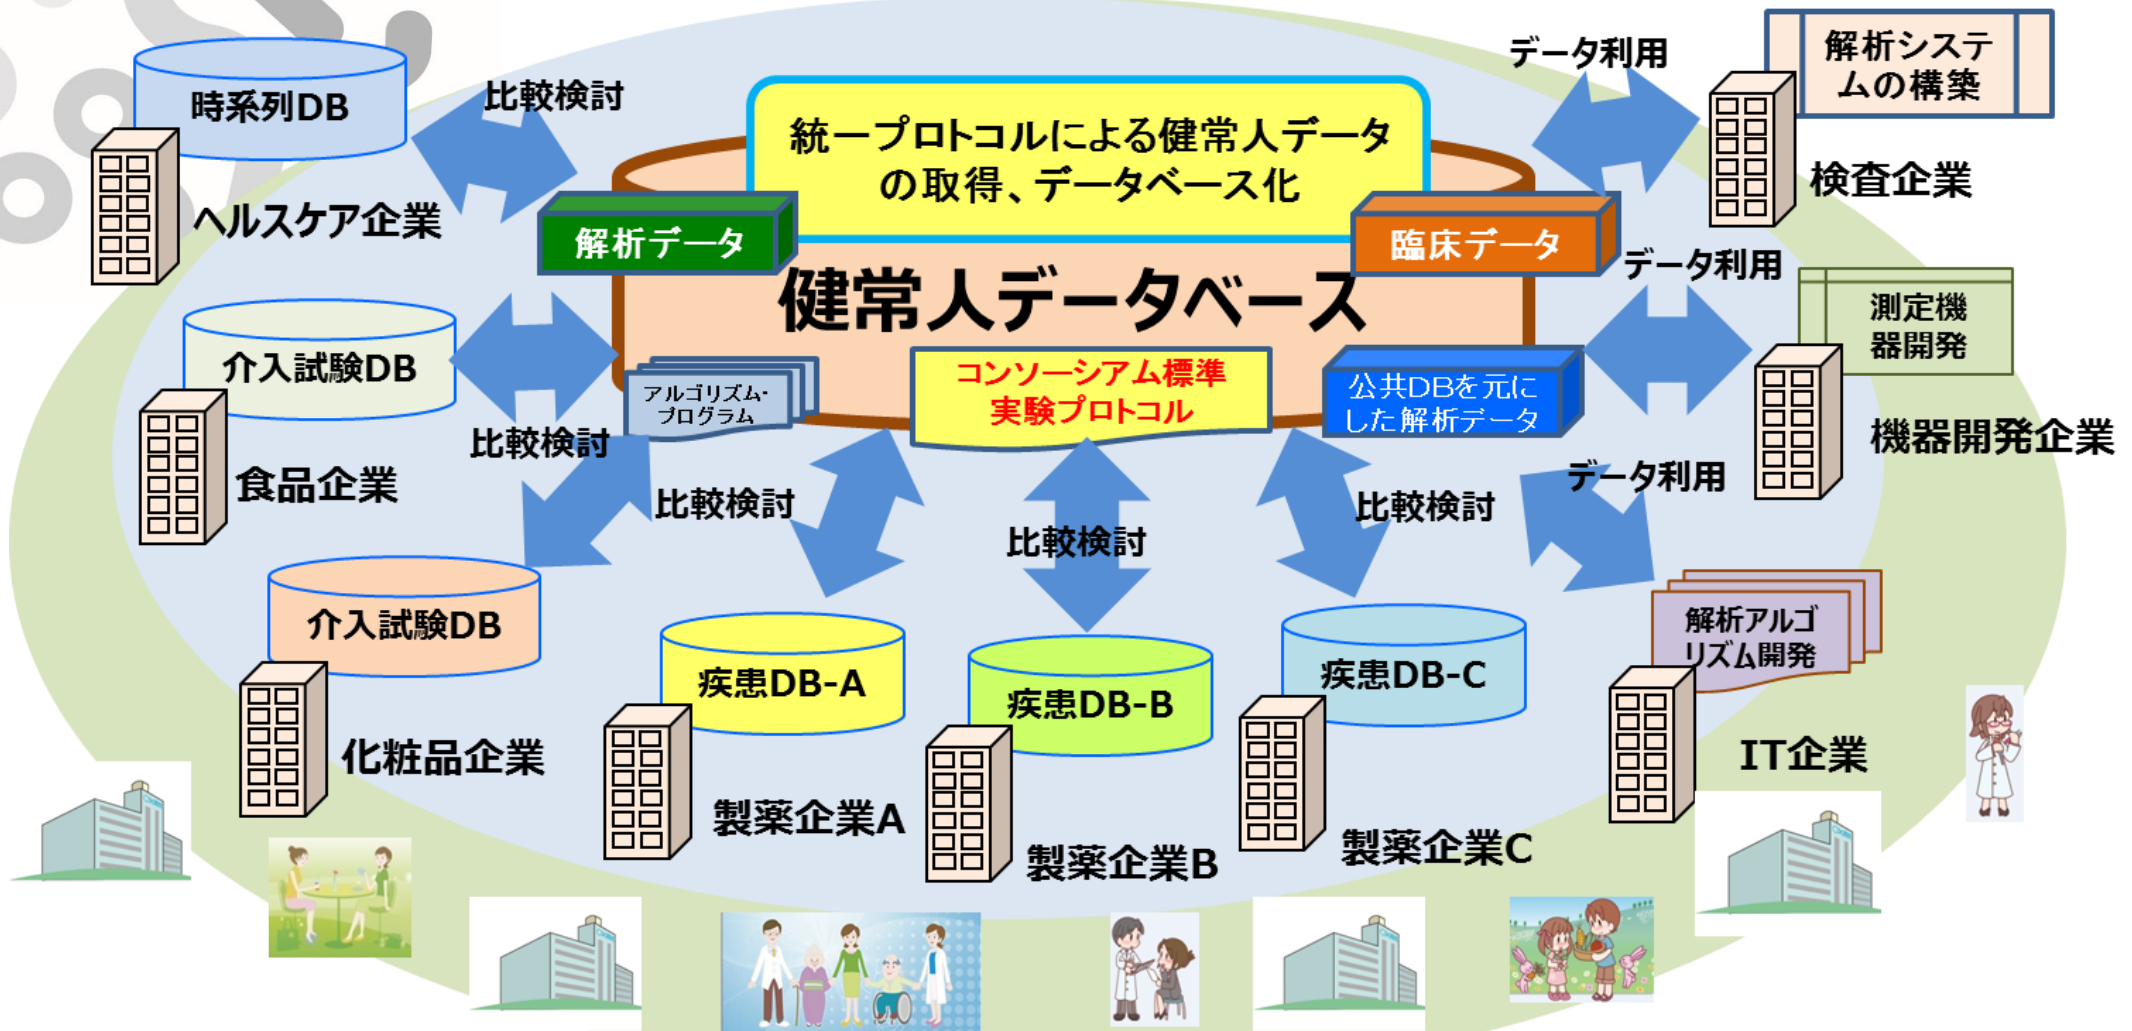 時系列DB
比較検討
ヘルスケア企業
統一プロトコルによる健常人データ
の取得、データベース化
データ利用
解析システ
ムの構築
検査企業
解析データ
臨床データ
健常人データベース
データ利用
測定機
器開発
機器開発企業
介入試験DB
比較検討
食品企業
アルゴリズム・
プログラム
コンソーシアム標準
実験プロトコル
公共DBを元に
した解析データ
データ利用
比較検討
比較検討
比較検討
介入試験DB
化粧品企業
疾患DB-A
製薬企業A
疾患DB-B
製薬企業B
疾患DB-C
製薬企業C
解析アルゴ
リズム開発
IT企業